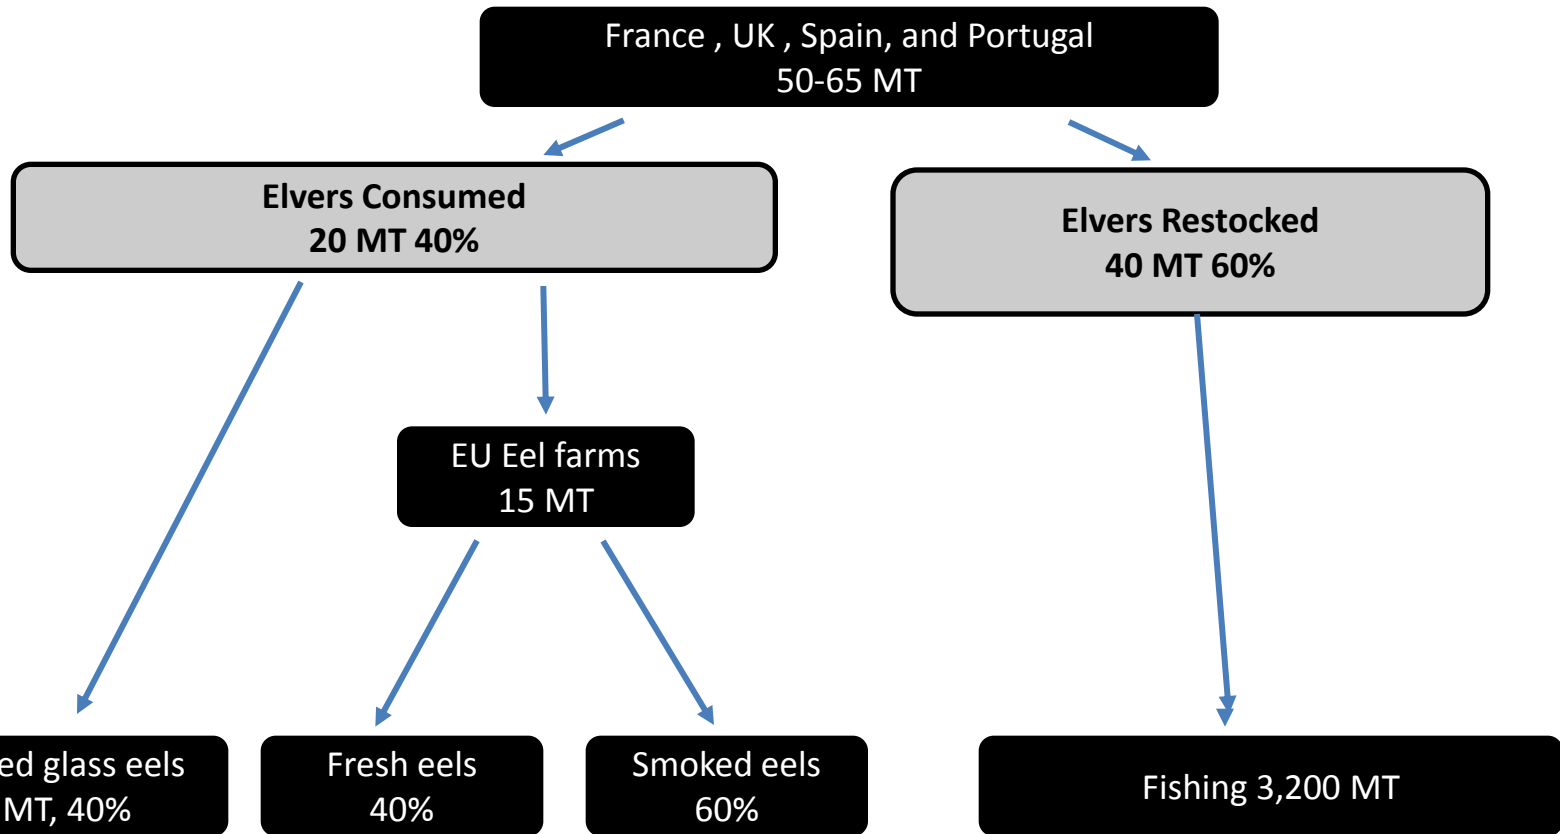 France , UK , Spain, and Portugal
50-65 MT
Elvers Consumed
20 MT 40%
Elvers Restocked
40 MT 60%
EU Eel farms
15 MT
ed glass eels
MT, 40%
Fresh eels
40%
Smoked eels
60%
Fishing 3,200 MT